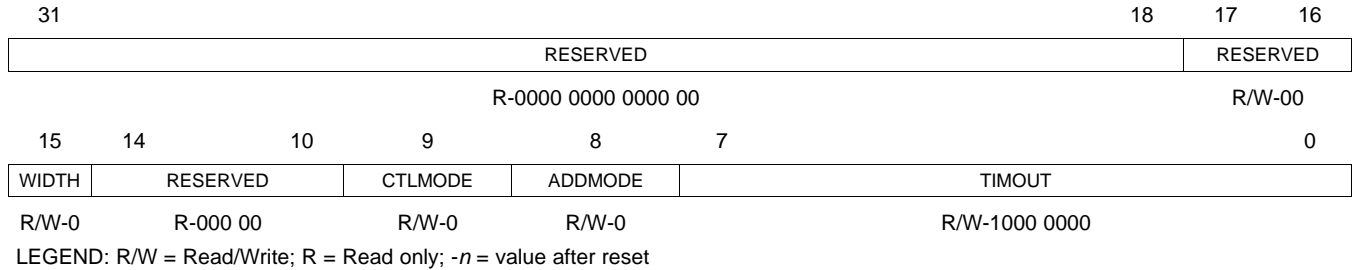 31 18 17 16
RESERVED RESERVED
R-0000 0000 0000 00 R/W-00
15 14 10 9 8 7 0
WIDTH RESERVED CTLMODE ADDMODE TIMOUT
R/W-0 R-000 00 R/W-0 R/W-0 R/W-1000 0000
LEGEND: R/W = Read/Write; R = Read only; -n = value after reset